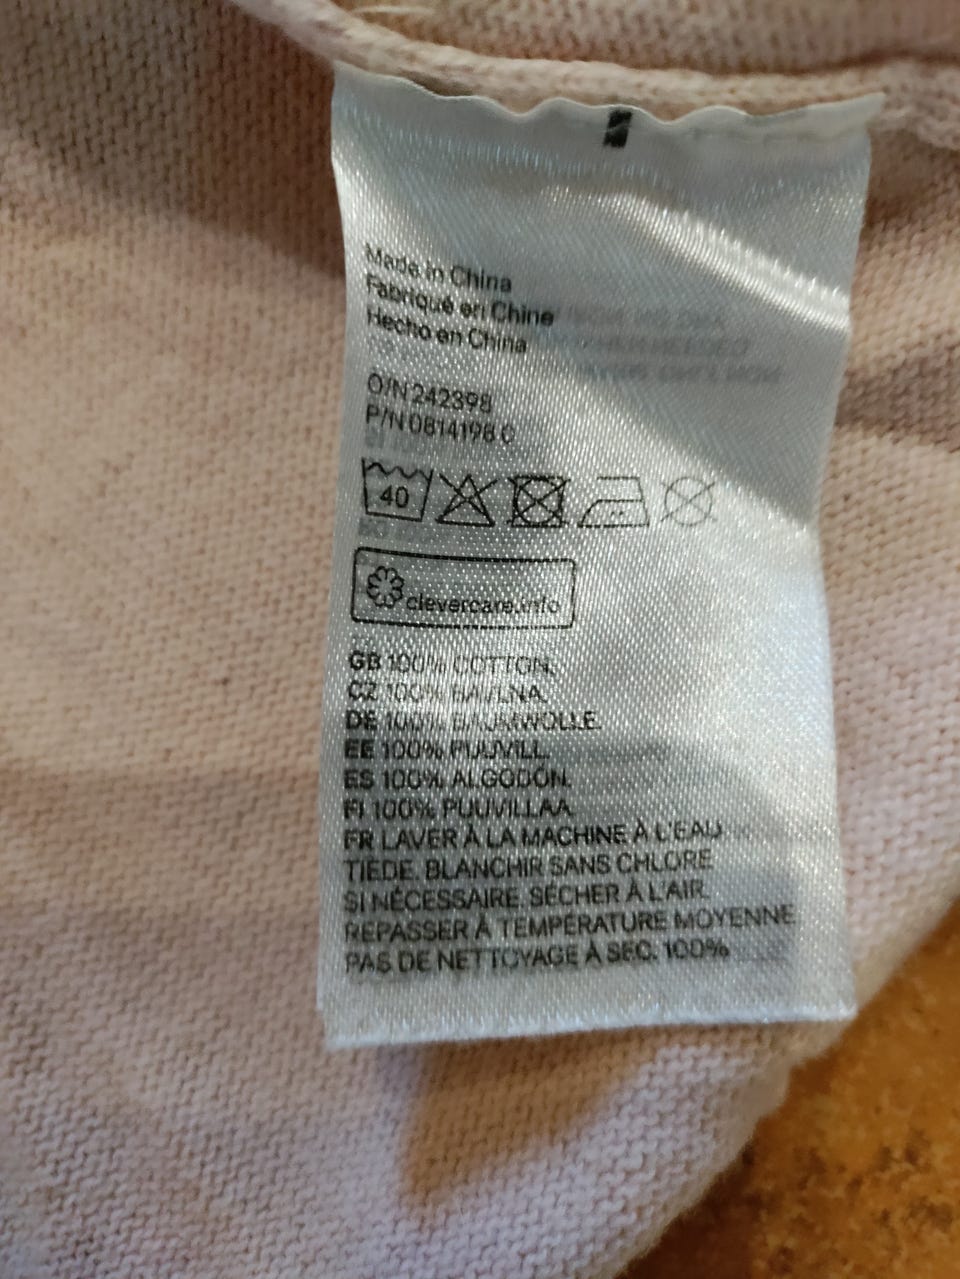 Made in China
Fabriqué en Chine
Hecho en China
O/N 242398
P/N 0814198 C
40
clevercare.info
GB 100% COTTON.
CZ 100% BAVLNA.
DE 100% BAUMWOLLE.
EE 100% PUUVILL.
ES 100% ALGODÓN.
FI 100% PUUVILLAA.
FR LAVER À LA MACHINE À L'EAU
TIEDE. BLANCHIR SANS CHLORE
SI NÉCESSAIRE. SÉCHER À L'AIR.
REPASSER À TEMPÉRATURE MOYENNE
PAS DE NETTOYAGE À SEC. 100%